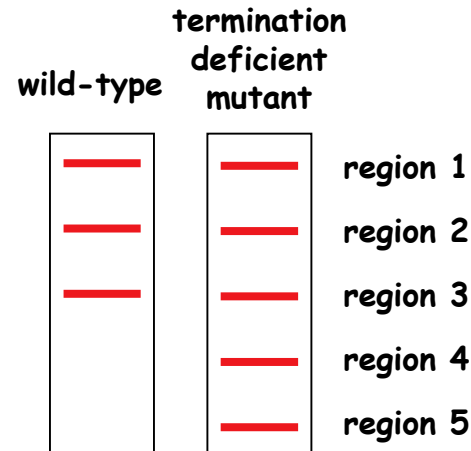 termination
deficient
mutant
wild-type
region 1
region 2
region 3
region 4
region 5